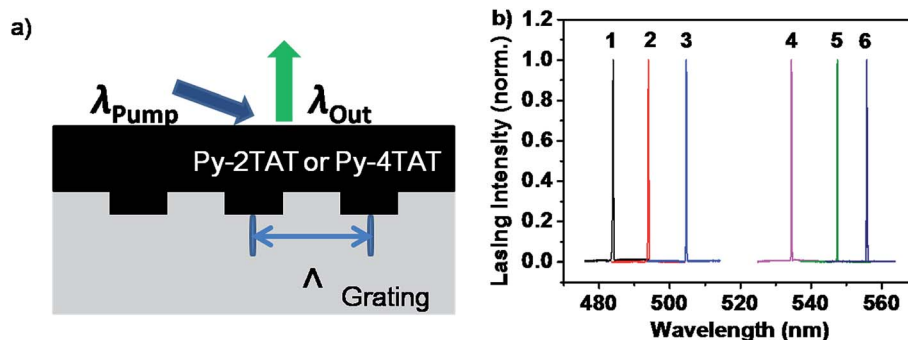 a)
λPump
λOut
Py-2TAT or Py-4TAT
Λ
Grating
b)
Lasing Intensity (norm.)
1.2
1.0
0.8
0.6
0.4
0.2
0.0
1 2 3 4 5 6
480 500 520 540 560
Wavelength (nm)